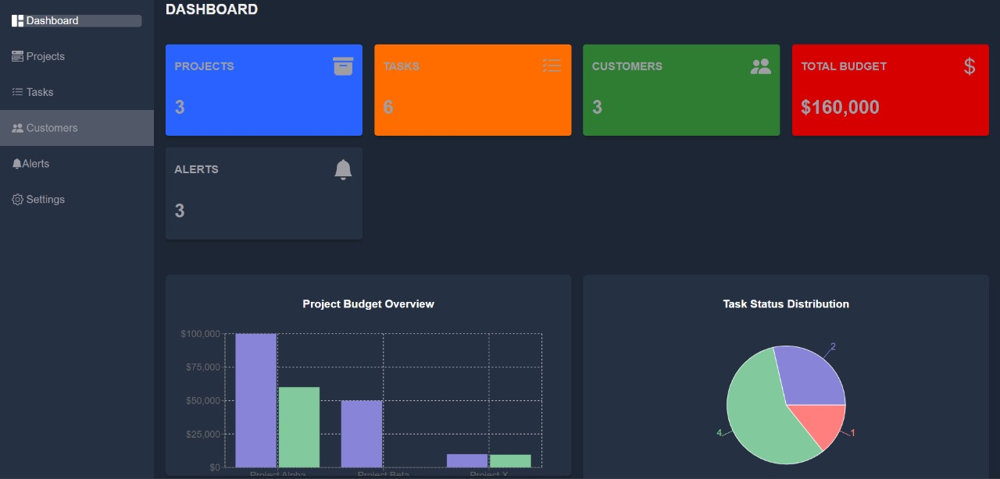 Dashboard
Projects
Tasks
Customers
Alerts
Settings
DASHBOARD
PROJECTS
3
TASKS
6
CUSTOMERS
3
TOTAL BUDGET
$160,000
ALERTS
3
Project Budget Overview
$100,000
$75,000
$50,000
$25,000
$0
Project Alpha Project Beta Project X
Task Status Distribution
2
4
1